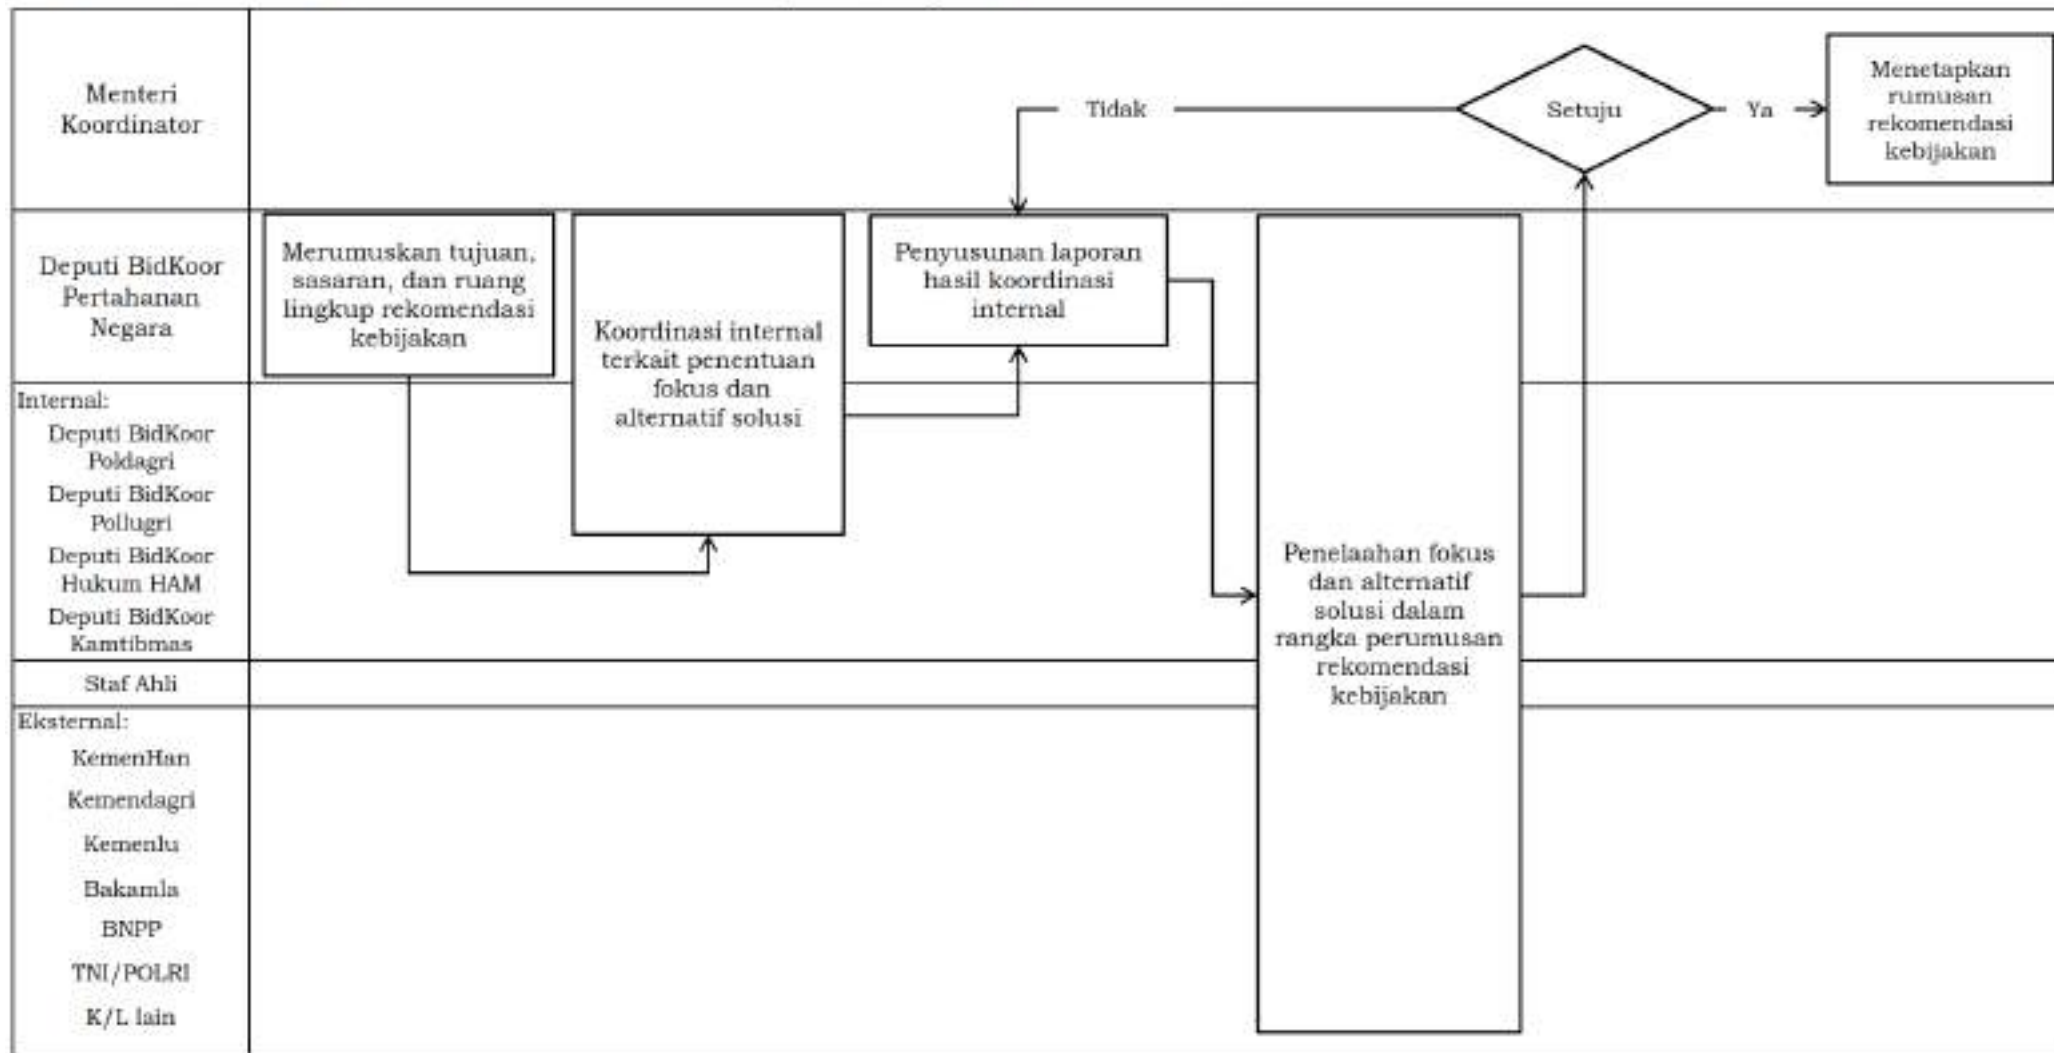 Menteri
Koordinator
Tidak
Setuju
Ya
Menetapkan
rumusan
rekomendasi
kebijakan
Deputi BidKoor
Pertahanan
Negara
Merumuskan tujuan,
sasaran, dan ruang
lingkup rekomendasi
kebijakan
Koordinasi internal
terkait penentuan
fokus dan
alternatif solusi
Penyusunan laporan
hasil koordinasi
internal
Internal:
Deputi BidKoor
Poldagri
Deputi BidKoor
Pollugri
Deputi BidKoor
Hukum HAM
Deputi BidKoor
Kamtibmas
Penelaahan fokus
dan alternatif
solusi dalam
rangka perumusan
rekomendasi
kebijakan
Staf Ahli
Eksternal:
KemenHan
Kemendagri
Kemenlu
Bakamla
BNPP
TNI/POLRI
K/L lain